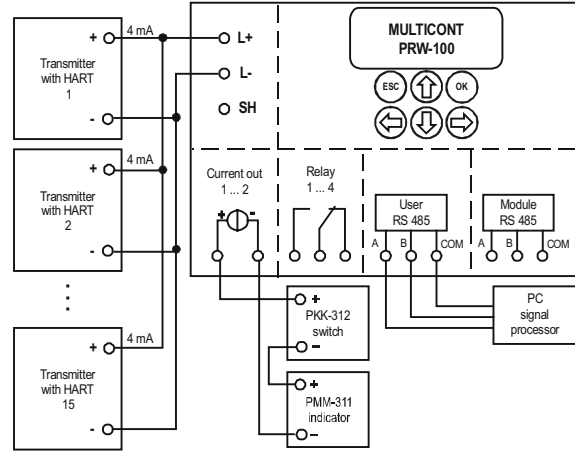 MULTICONT
PRW-100
ESC
OK
+
4 mA
L+
Transmitter
with HART
1
-
L-
SH
+
4 mA
Transmitter
with HART
2
-
Current out
1 ... 2
+
-
Relay
1 ... 4
User
RS 485
A
B
COM
Module
RS 485
A
B
COM
+
PKK-312
switch
-
PC
signal
processor
+
4 mA
Transmitter
with HART
15
-
+
PMM-311
indicator
-